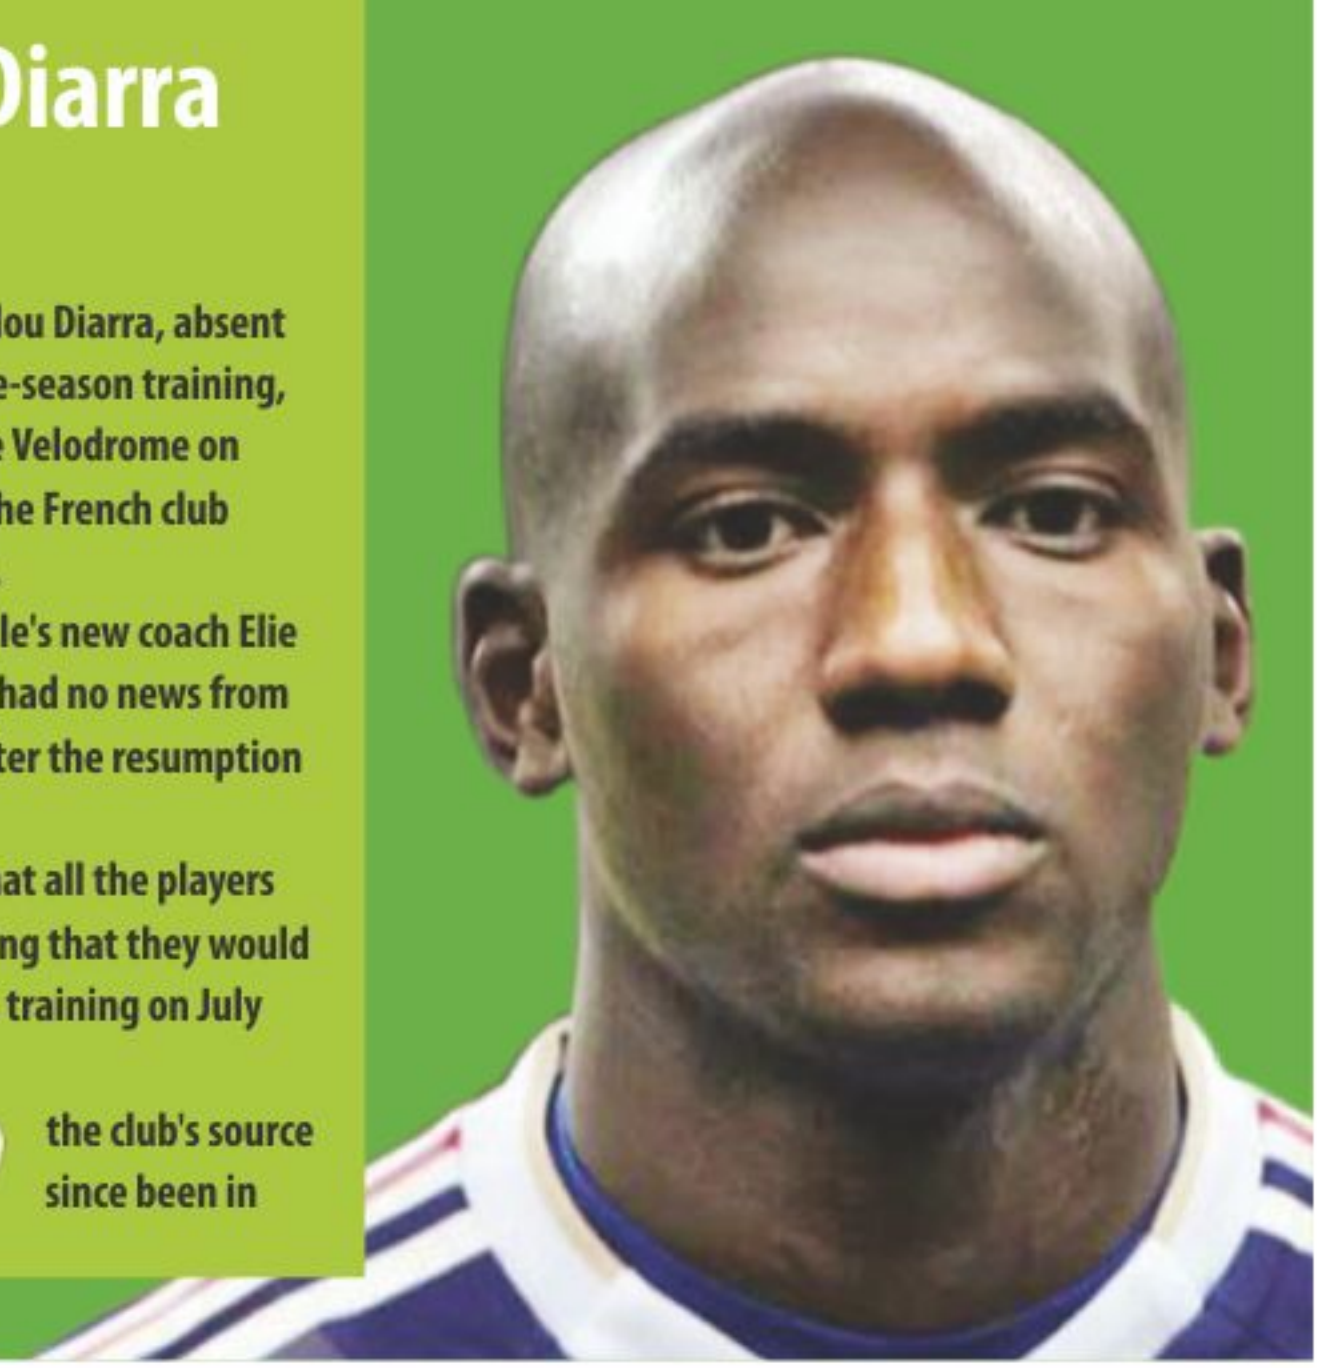 Diarra
lou Diarra, absent
e-season training,
e Velodrome on
he French club
le's new coach Elie
had no news from
ter the resumption
at all the players
ng that they would
training on July
the club's source
since been in